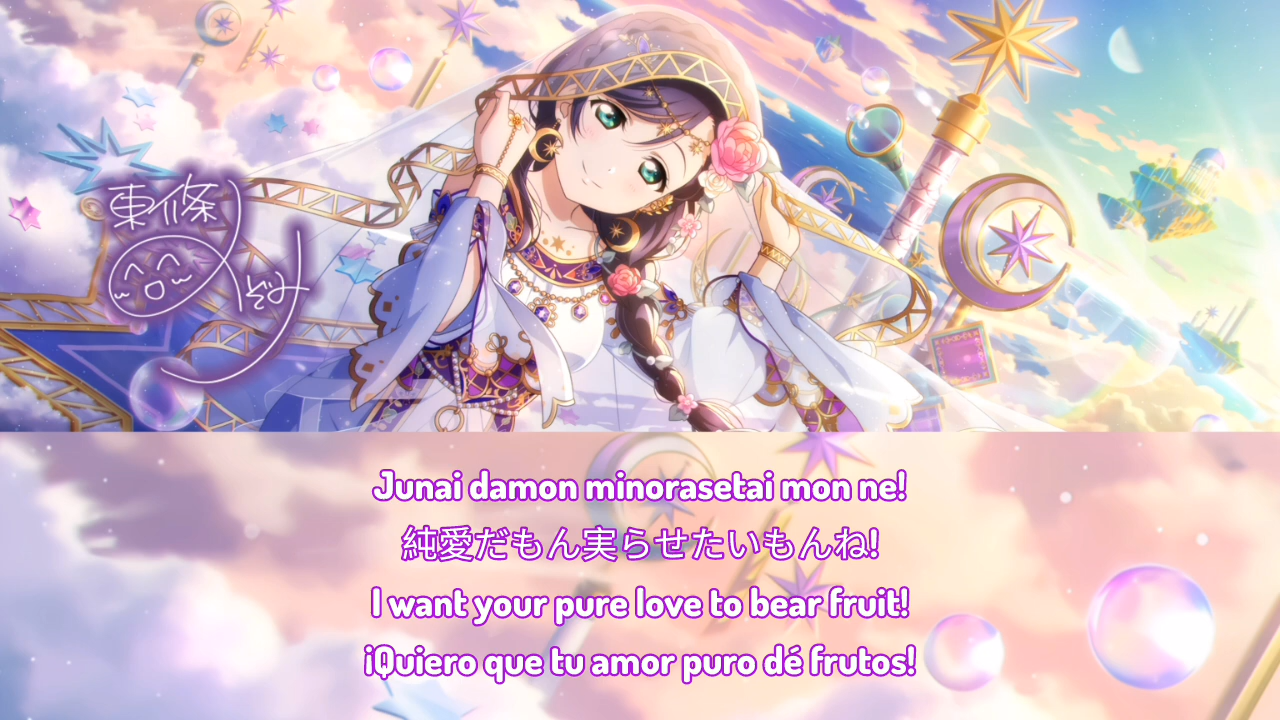 東條
のぞみ
Junai damon minorasetai mon ne!
純愛だもん実らせたいもんね!
I want your pure love to bear fruit!
¡Quiero que tu amor puro dé frutos!